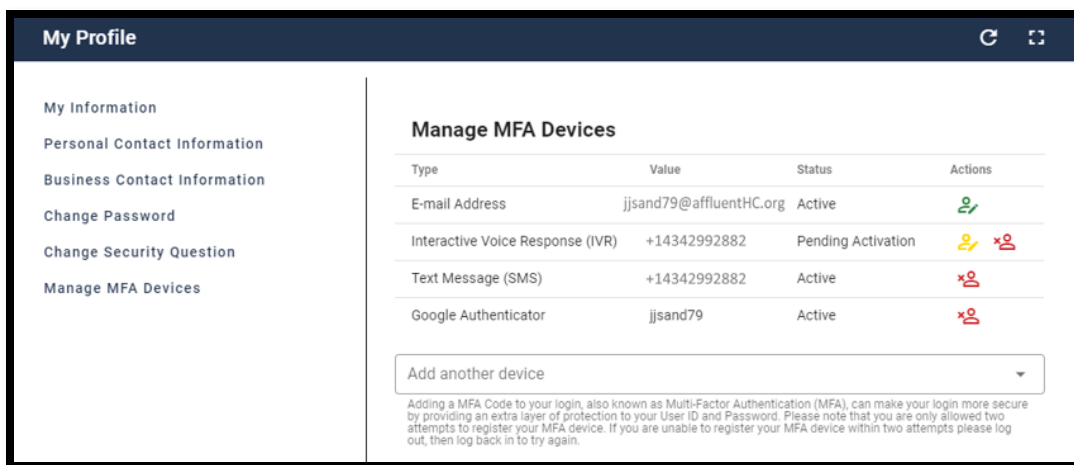 My Profile
My Information
Personal Contact Information
Business Contact Information
Change Password
Change Security Question
Manage MFA Devices
Manage MFA Devices
Type Value Status Actions
E-mail Address jjsand79@affluentHC.org Active
Interactive Voice Response (IVR) +14342992882 Pending Activation
Text Message (SMS) +14342992882 Active
Google Authenticator jjsand79 Active
Add another device
Adding a MFA Code to your login, also known as Multi-Factor Authentication (MFA), can make your login more secure
by providing an extra layer of protection to your User ID and Password. Please note that you are only allowed two
attempts to register your MFA device. If you are unable to register your MFA device within two attempts please log
out, then log back in to try again.